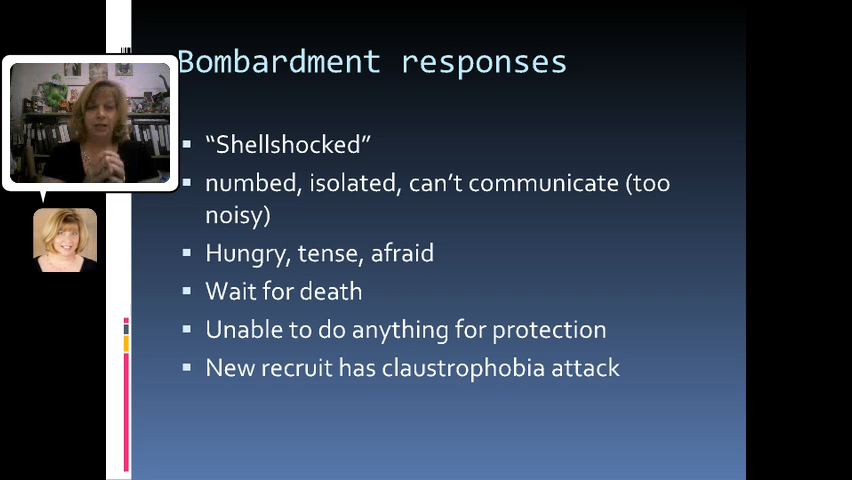 Bombardment responses
“Shellshocked”
numbed, isolated, can’t communicate (too
noisy)
Hungry, tense, afraid
Wait for death
Unable to do anything for protection
New recruit has claustrophobia attack